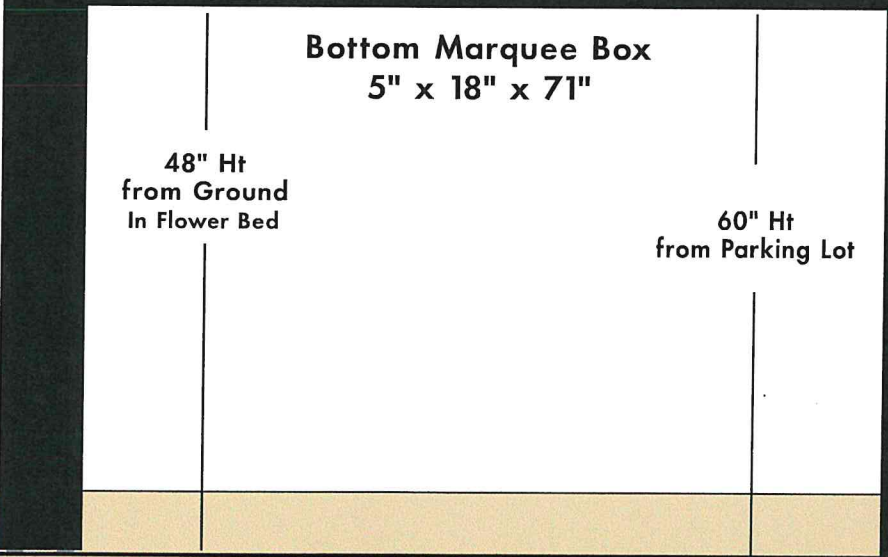 Bottom Marquee Box
5" x 18" x 71"
48" Ht
from Ground
In Flower Bed
60" Ht
from Parking Lot